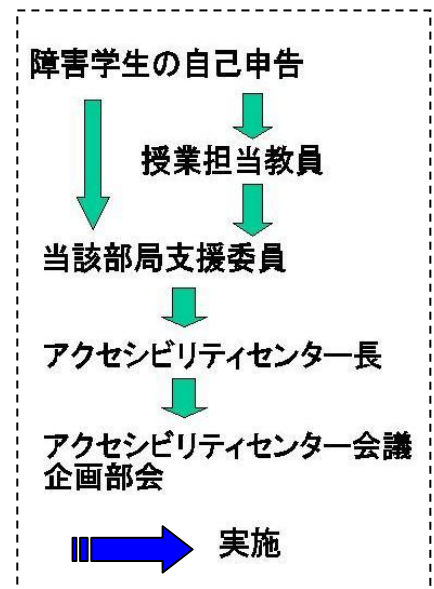 障害学生の自己申告
授業担当教員
当該部局支援委員
アクセシビリティセンター長
アクセシビリティセンター会議
企画部会
実施